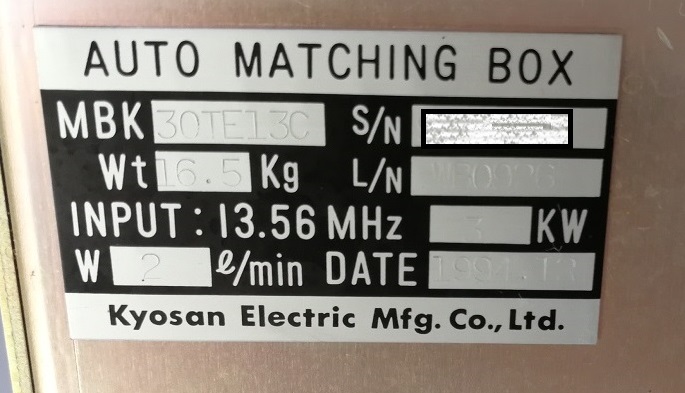 AUTO MATCHING BOX
MBK 30TE13C S/N
Wt 16.5 Kg L/N
INPUT: 13.56 MHz 3 KW
W 2 ℓ/min DATE
Kyosan Electric Mfg. Co., Ltd.